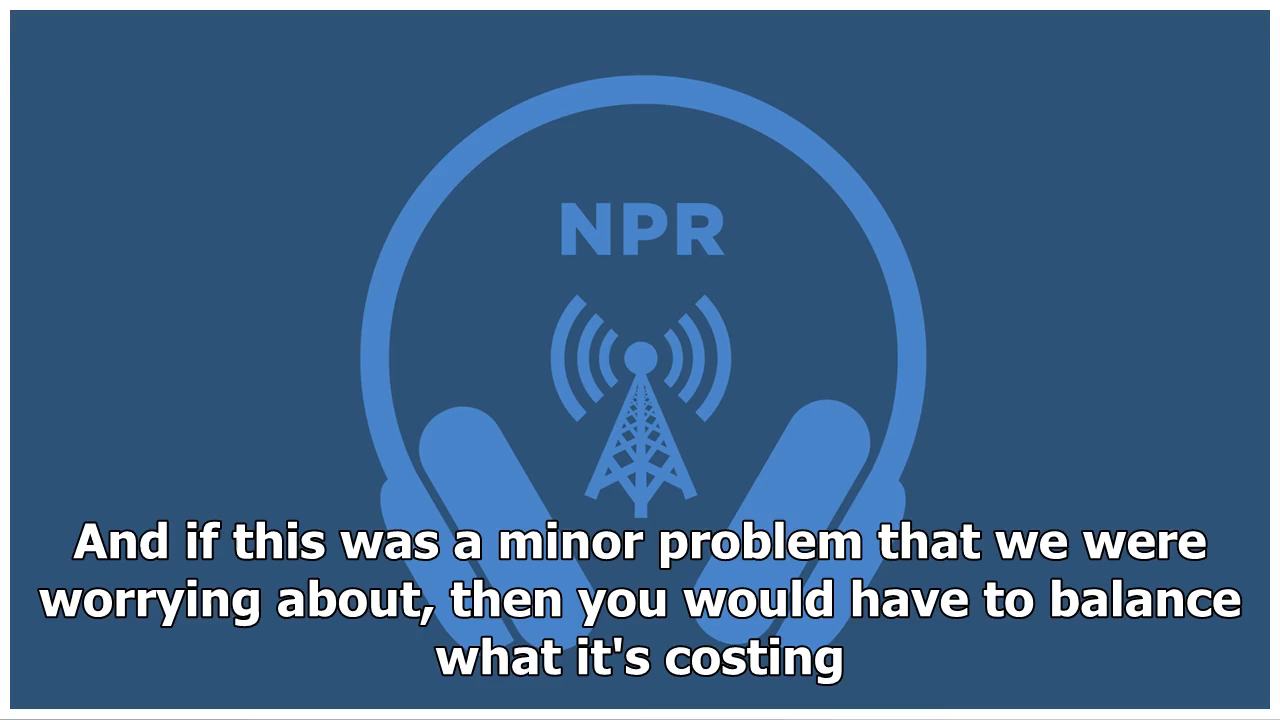 NPR
And if this was a minor problem that we were
worrying about, then you would have to balance
what it's costing